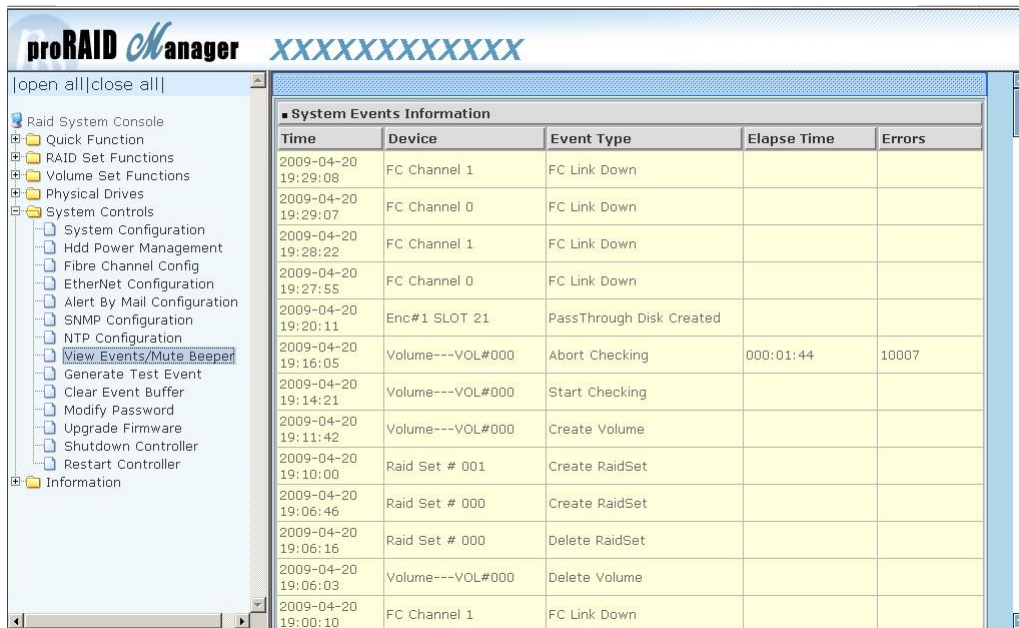 proRAID Manager XXXXXXXXXXXX
|open all|close all|
Raid System Console
Quick Function
RAID Set Functions
Volume Set Functions
Physical Drives
System Controls
System Configuration
Hdd Power Management
Fibre Channel Config
EtherNet Configuration
Alert By Mail Configuration
SNMP Configuration
NTP Configuration
View Events/Mute Beeper
Generate Test Event
Clear Event Buffer
Modify Password
Upgrade Firmware
Shutdown Controller
Restart Controller
Information
System Events Information
Time Device Event Type Elapse Time Errors
2009-04-20
19:29:08 FC Channel 1 FC Link Down
2009-04-20
19:29:07 FC Channel 0 FC Link Down
2009-04-20
19:28:22 FC Channel 1 FC Link Down
2009-04-20
19:27:55 FC Channel 0 FC Link Down
2009-04-20
19:20:11 Enc#1 SLOT 21 PassThrough Disk Created
2009-04-20
19:16:05 Volume---VOL#000 Abort Checking 000:01:44 10007
2009-04-20
19:14:21 Volume---VOL#000 Start Checking
2009-04-20
19:11:42 Volume---VOL#000 Create Volume
2009-04-20
19:10:00 Raid Set # 001 Create RaidSet
2009-04-20
19:06:46 Raid Set # 000 Create RaidSet
2009-04-20
19:06:16 Raid Set # 000 Delete RaidSet
2009-04-20
19:06:03 Volume---VOL#000 Delete Volume
2009-04-20
19:00:10 FC Channel 1 FC Link Down